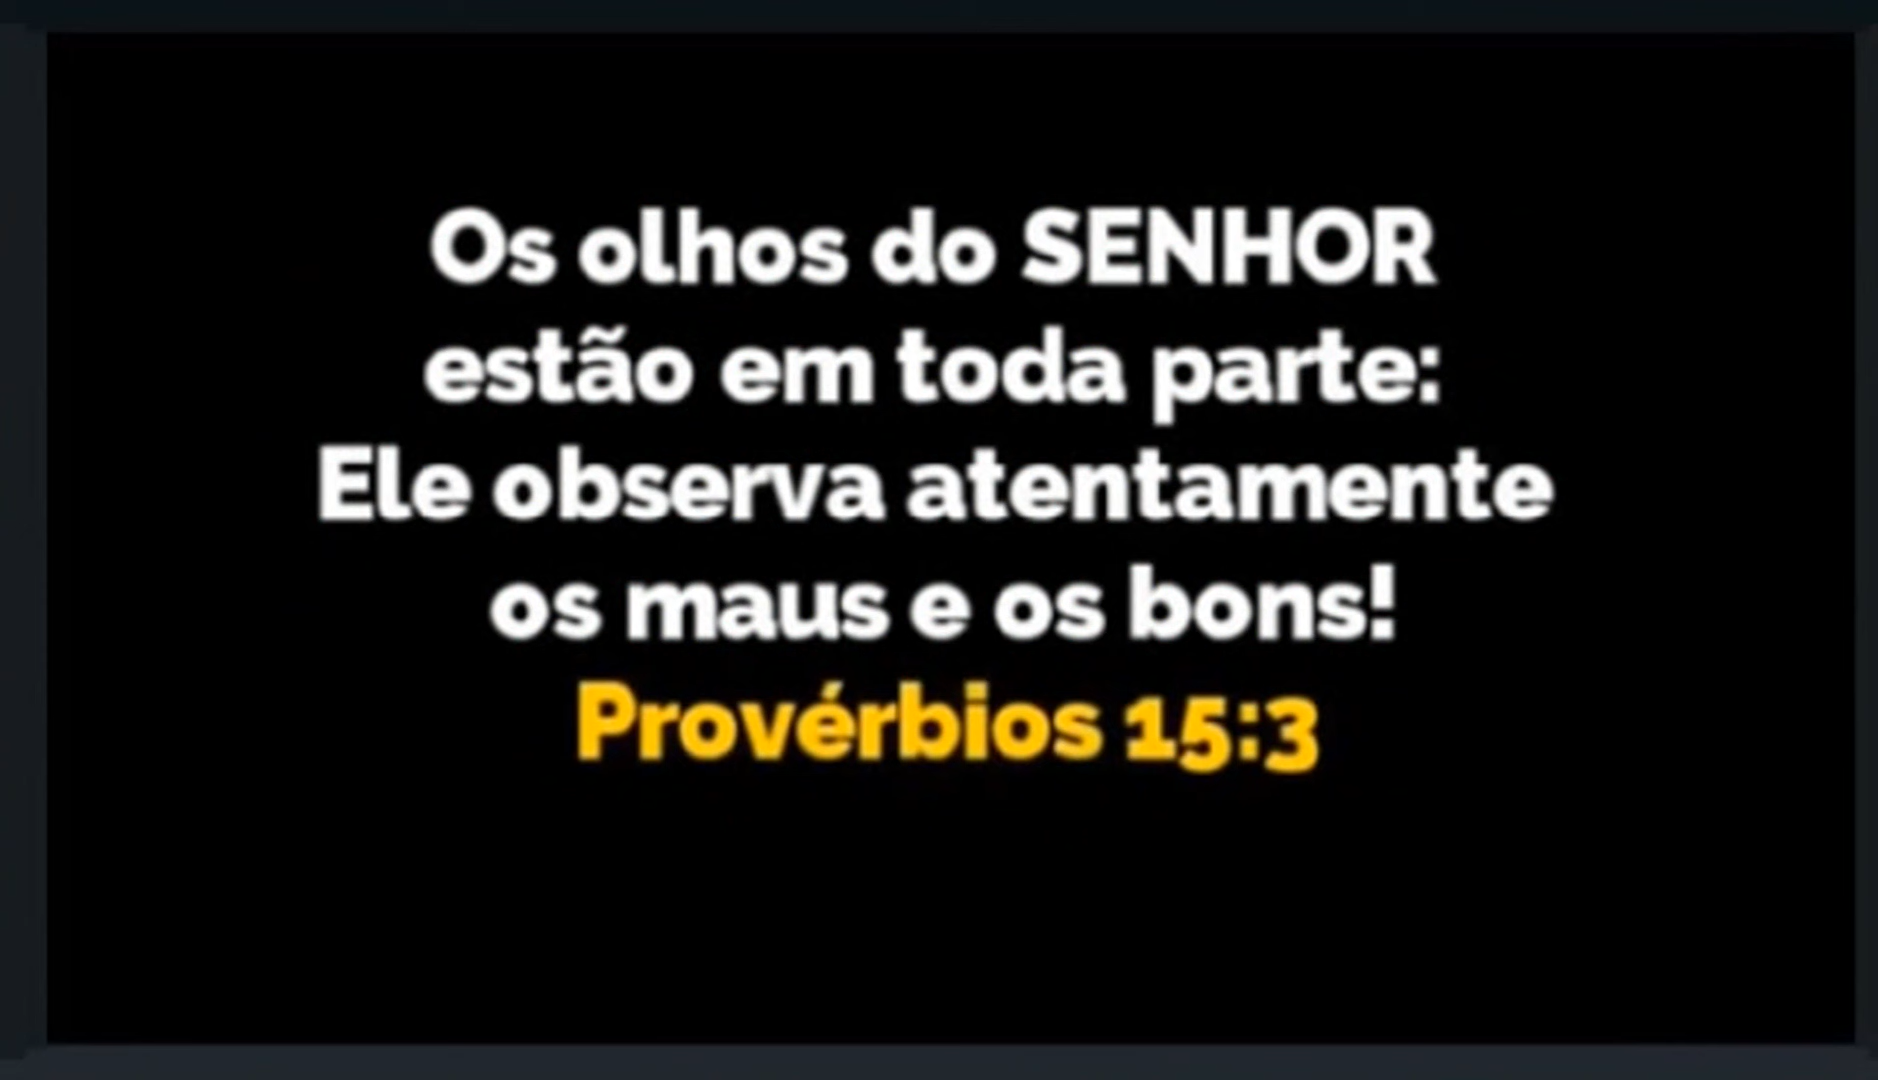 Os olhos do SENHOR
estão em toda parte:
Ele observa atentamente
os maus e os bons!
Provérbios 15:3